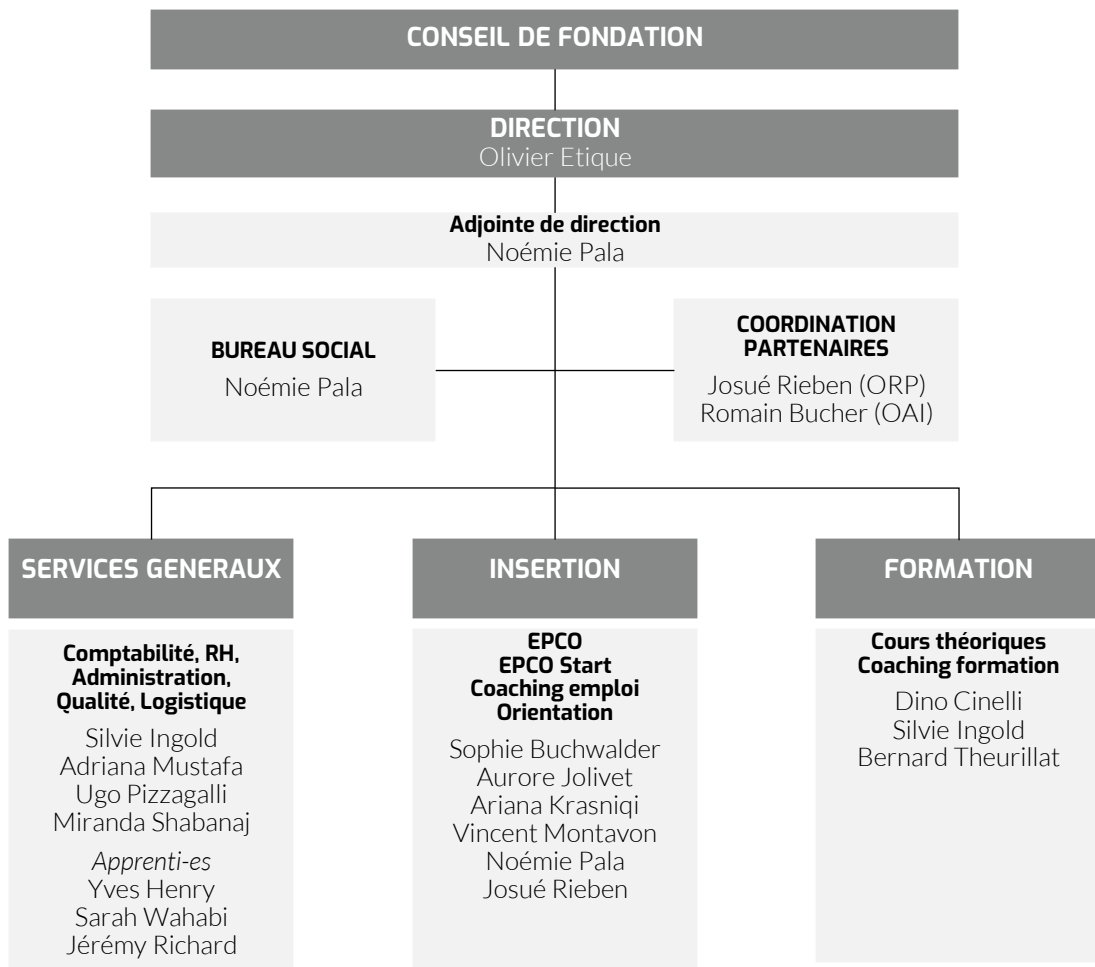 CONSEIL DE FONDATION
DIRECTION
Olivier Etique
Adjointe de direction
Noémie Pala
BUREAU SOCIAL
Noémie Pala
COORDINATION
PARTENAIRES
Josué Rieben (ORP)
Romain Bucher (OAI)
SERVICES GENERAUX
Comptabilité, RH,
Administration,
Qualité, Logistique
Silvie Ingold
Adriana Mustafa
Ugo Pizzagalli
Miranda Shabanaj
Apprenti-es
Yves Henry
Sarah Wahabi
Jérémy Richard
INSERTION
EPCO
EPCO Start
Coaching emploi
Orientation
Sophie Buchwalder
Aurore Jolivet
Ariana Krasniqi
Vincent Montavon
Noémie Pala
Josué Rieben
FORMATION
Cours théoriques
Coaching formation
Dino Cinelli
Silvie Ingold
Bernard Theurillat